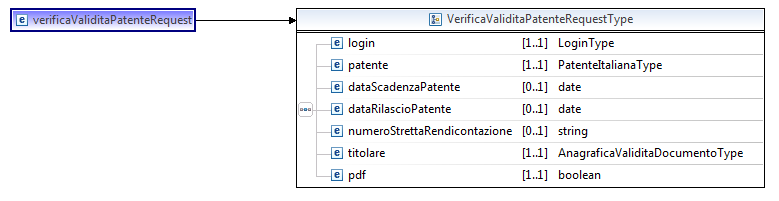 e verificaValiditaPatenteRequest
VerificaValiditaPatenteRequestType
e login [1..1] LoginType
e patente [1..1] PatenteItalianaType
e dataScadenzaPatente [0..1] date
e dataRilascioPatente [0..1] date
e numeroStrettaRendicontazione [0..1] string
e titolare [1..1] AnagraficaValiditaDocumentoType
e pdf [1..1] boolean